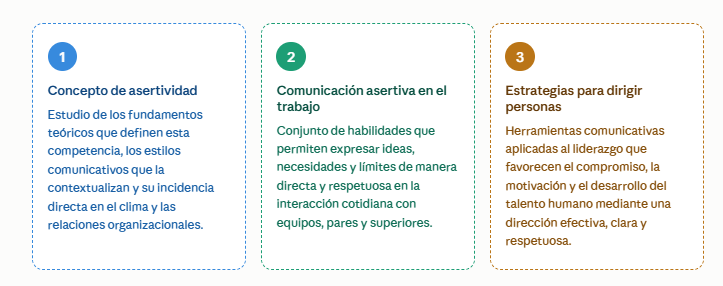 1
Concepto de asertividad
Estudio de los fundamentos
teóricos que definen esta
competencia, los estilos
comunicativos que la
contextualizan y su incidencia
directa en el clima y las
relaciones organizacionales.
2
Comunicación asertiva en el
trabajo
Conjunto de habilidades que
permiten expresar ideas,
necesidades y límites de manera
directa y respetuosa en la
interacción cotidiana con
equipos, pares y superiores.
3
Estrategias para dirigir
personas
Herramientas comunicativas
aplicadas al liderazgo que
favorecen el compromiso, la
motivación y el desarrollo del
talento humano mediante una
dirección efectiva, clara y
respetuosa.